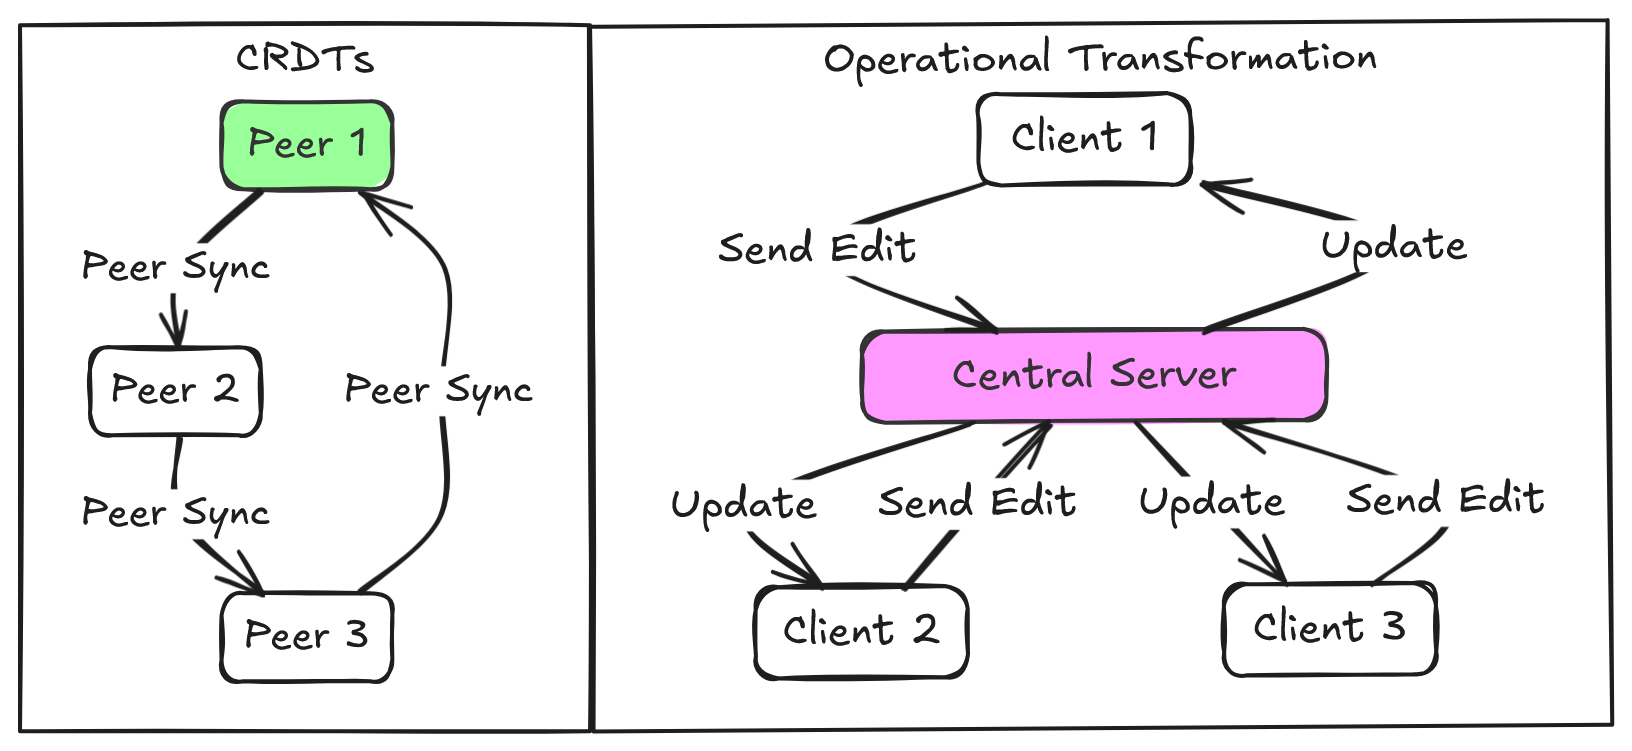 CRDTs
Peer 1
Peer Sync
Peer 2
Peer Sync
Peer Sync
Peer 3
Operational Transformation
Client 1
Send Edit
Update
Central Server
Update
Send Edit
Update
Send Edit
Client 2
Client 3